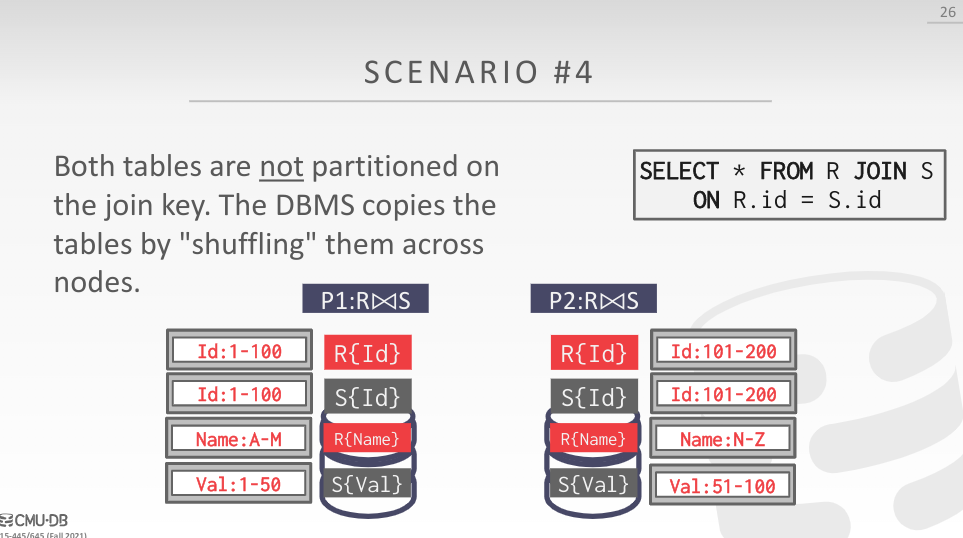 26
SCENARIO #4
Both tables are not partitioned on
the join key. The DBMS copies the
tables by "shuffling" them across
nodes.
SELECT * FROM R JOIN S
ON R.id = S.id
P1:R⋈S
P2:R⋈S
Id:1-100
R{Id}
R{Id}
Id:101-200
Id:1-100
S{Id}
S{Id}
Id:101-200
Name:A-M
R{Name}
R{Name}
Name:N-Z
Val:1-50
S{Val}
S{Val}
Val:51-100
CMU·DB
15-445/645 (Fall 2021)